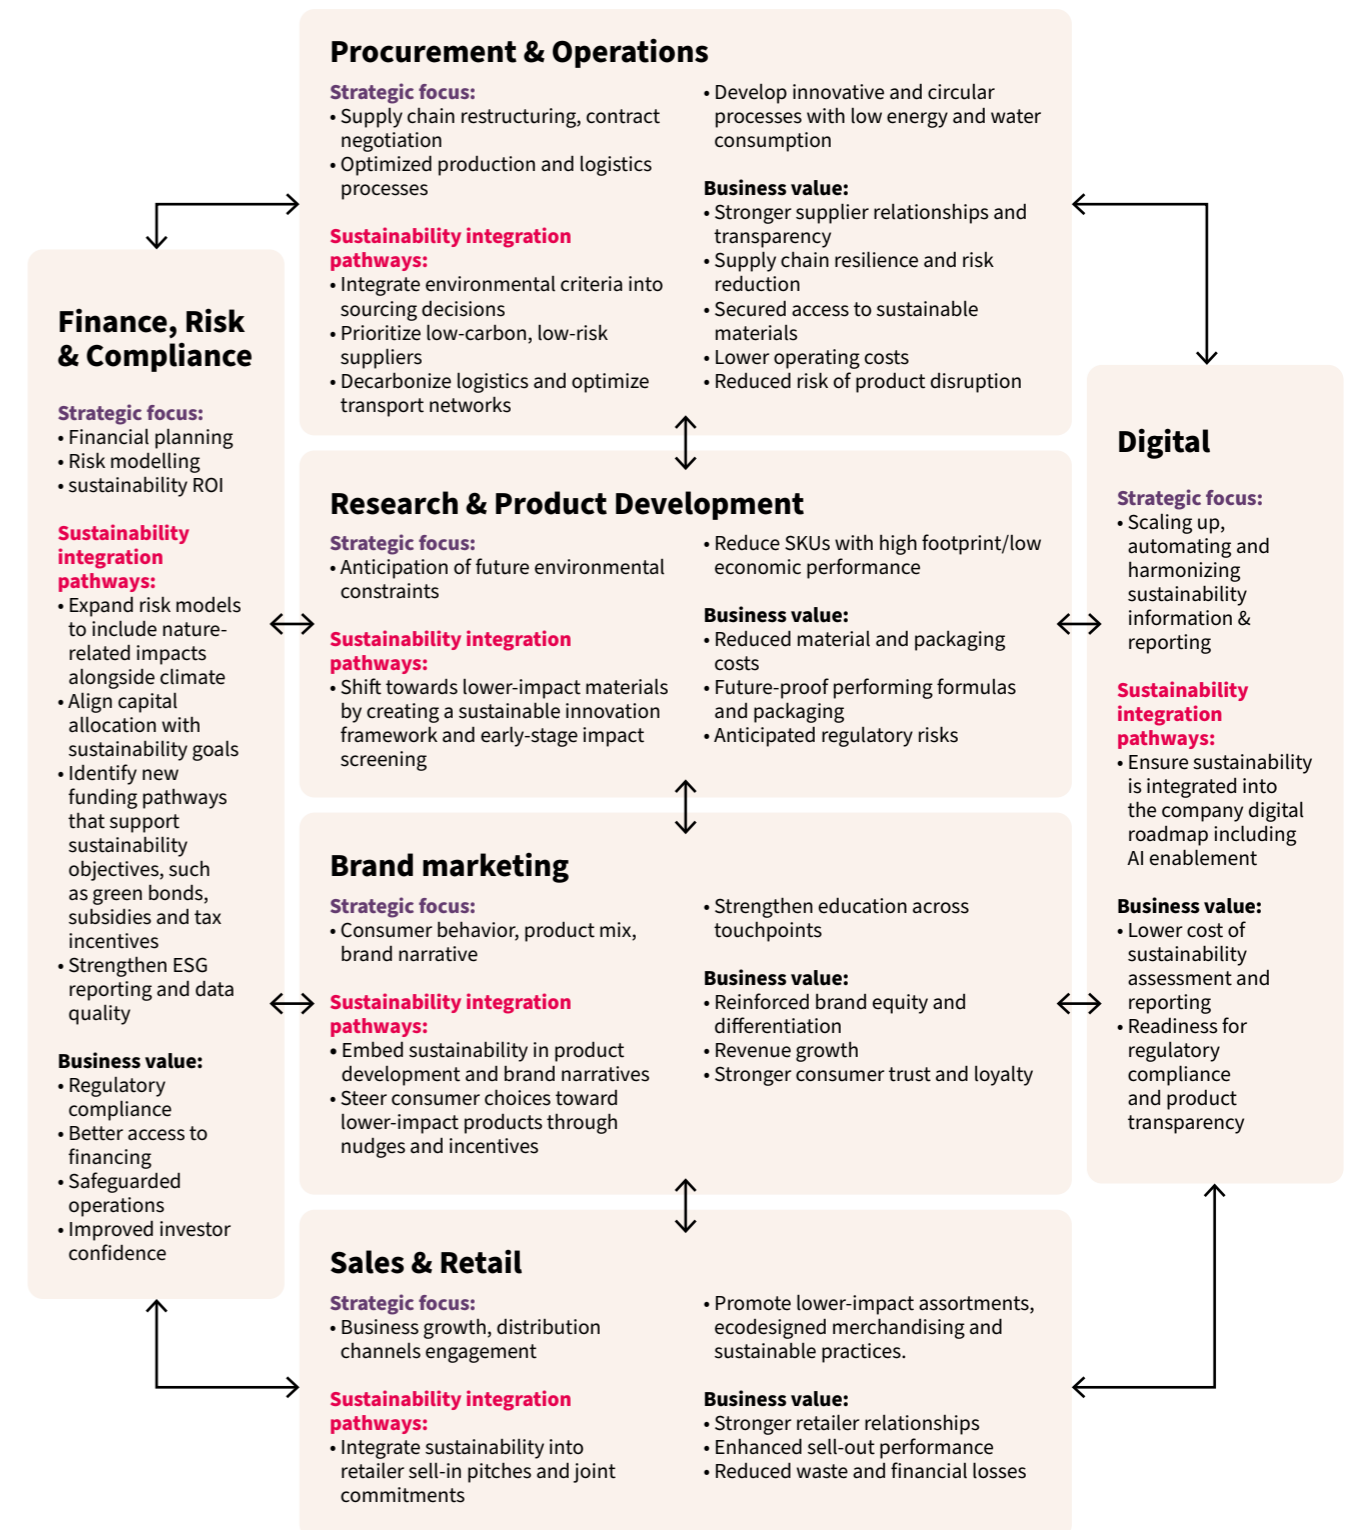 Procurement & Operations
Strategic focus:
• Supply chain restructuring, contract
negotiation
• Optimized production and logistics
processes
Sustainability integration
pathways:
• Integrate environmental criteria into
sourcing decisions
• Prioritize low-carbon, low-risk
suppliers
• Decarbonize logistics and optimize
transport networks
• Develop innovative and circular
processes with low energy and water
consumption
Business value:
• Stronger supplier relationships and
transparency
• Supply chain resilience and risk
reduction
• Secured access to sustainable
materials
• Lower operating costs
• Reduced risk of product disruption
Finance, Risk
& Compliance
Strategic focus:
• Financial planning
• Risk modelling
• sustainability ROI
Sustainability
integration
pathways:
• Expand risk models
to include nature-
related impacts
alongside climate
• Align capital
allocation with
sustainability goals
• Identify new
funding pathways
that support
sustainability
objectives, such
as green bonds,
subsidies and tax
incentives
• Strengthen ESG
reporting and data
quality
Business value:
• Regulatory
compliance
• Better access to
financing
• Safeguarded
operations
• Improved investor
confidence
Research & Product Development
Strategic focus:
• Anticipation of future environmental
constraints
Sustainability integration
pathways:
• Shift towards lower-impact materials
by creating a sustainable innovation
framework and early-stage impact
screening
• Reduce SKUs with high footprint/low
economic performance
Business value:
• Reduced material and packaging
costs
• Future-proof performing formulas
and packaging
• Anticipated regulatory risks
Brand marketing
Strategic focus:
• Consumer behavior, product mix,
brand narrative
Sustainability integration
pathways:
• Embed sustainability in product
development and brand narratives
• Steer consumer choices toward
lower-impact products through
nudges and incentives
• Strengthen education across
touchpoints
Business value:
• Reinforced brand equity and
differentiation
• Revenue growth
• Stronger consumer trust and loyalty
Sales & Retail
Strategic focus:
• Business growth, distribution
channels engagement
Sustainability integration
pathways:
• Integrate sustainability into
retailer sell-in pitches and joint
commitments
• Promote lower-impact assortments,
ecodesigned merchandising and
sustainable practices.
Business value:
• Stronger retailer relationships
• Enhanced sell-out performance
• Reduced waste and financial losses
Digital
Strategic focus:
• Scaling up,
automating and
harmonizing
sustainability
information &
reporting
Sustainability
integration
pathways:
• Ensure sustainability
is integrated into
the company digital
roadmap including
AI enablement
Business value:
• Lower cost of
sustainability
assessment and
reporting
• Readiness for
regulatory
compliance
and product
transparency